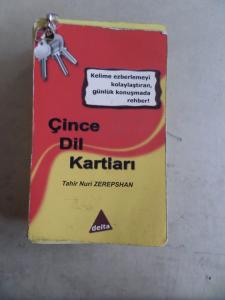 Kelime ezberlemeyi
kolaylaştıran,
günlük konuşmada
rehber!
Çince
Dil
Kartları
Tahir Nuri ZEREPSHAN
delta